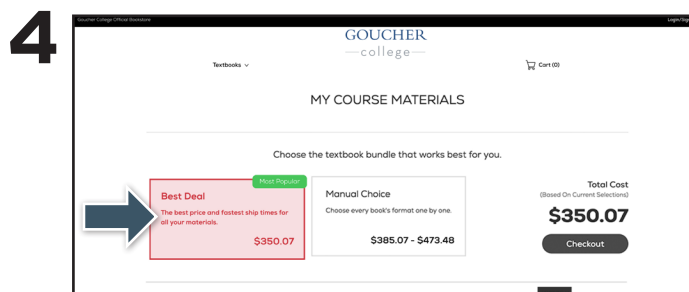 4
Goucher College Official Bookstore
GOUCHER
college
Textbooks
Cart (0)
MY COURSE MATERIALS
Choose the textbook bundle that works best for you.
Most Popular
Best Deal
The best price and fastest ship times for
all your materials.
$350.07
Manual Choice
Choose every book's format one by one.
$385.07 - $473.48
Total Cost
(Based On Current Selections)
$350.07
Checkout